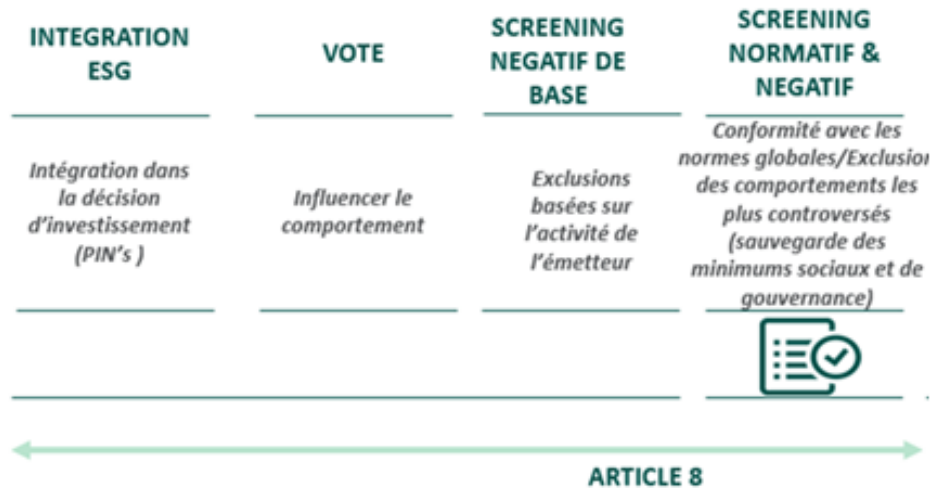 INTEGRATION
ESG
VOTE
SCREENING
NEGATIF DE
BASE
SCREENING
NORMATIF &
NEGATIF
Intégration dans
la décision
d'investissement
(PIN's )
Influencer le
comportement
Exclusions
basées sur
l'activité de
l'émetteur
Conformité avec les
normes globales/Exclusion
des comportements les
plus controversés
(sauvegarde des
minimums sociaux et de
gouvernance)
ARTICLE 8